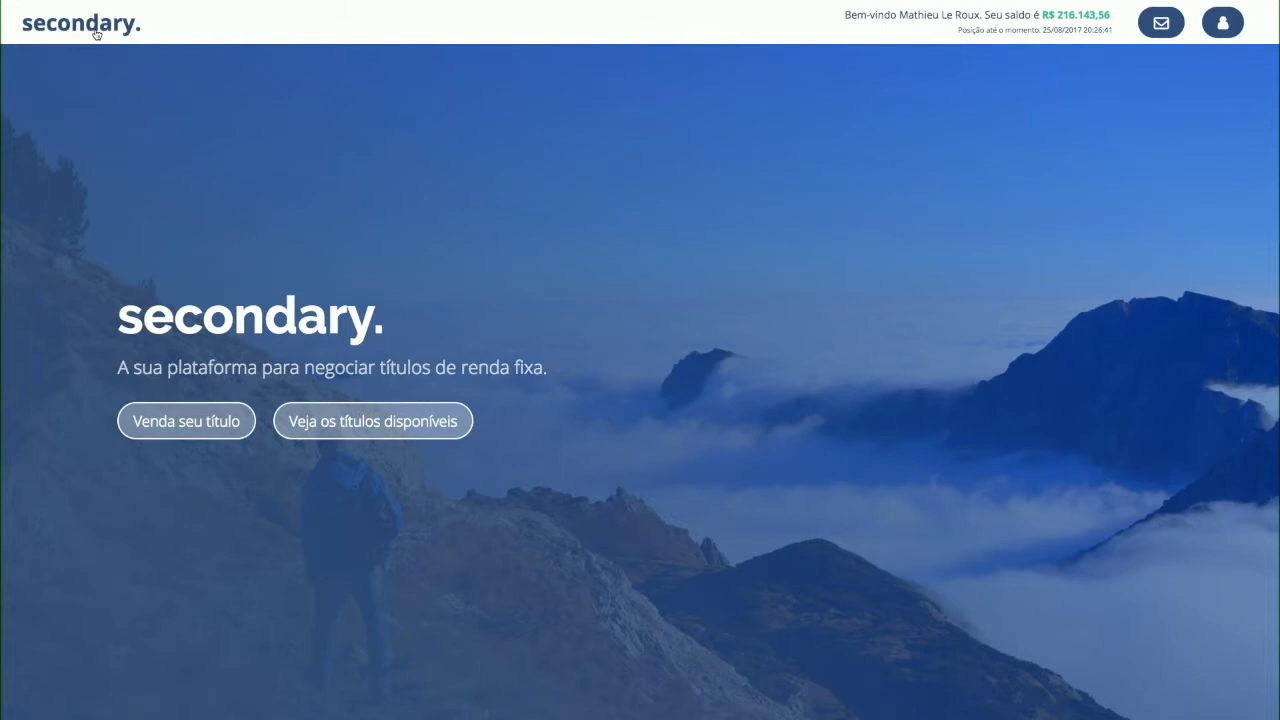 secondary.
Bem-vindo Mathieu Le Roux. Seu saldo é R$ 216.143,56
Posição até o momento. 25/08/2017 20:26:41
secondary.
A sua plataforma para negociar títulos de renda fixa.
Venda seu título
Veja os títulos disponíveis